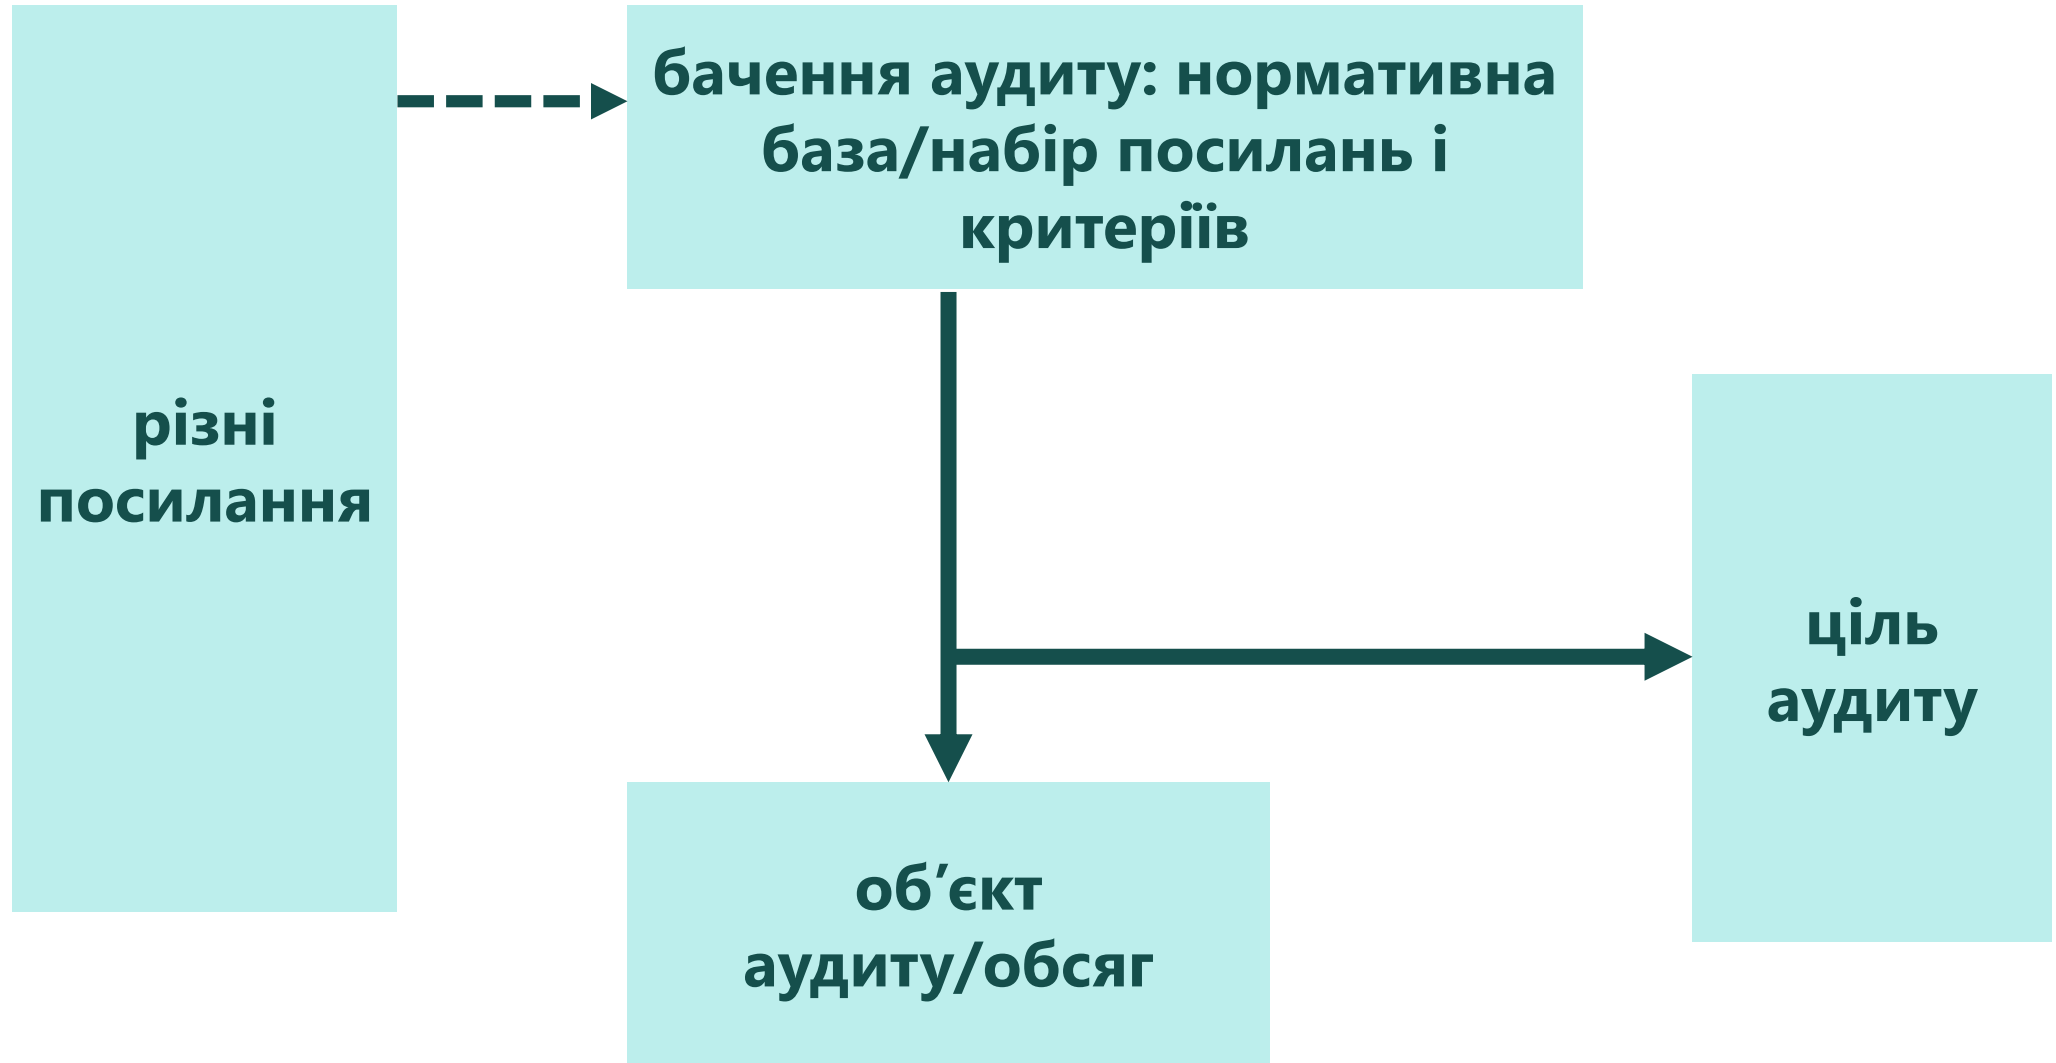 різні
посилання
бачення аудиту: нормативна
база/набір посилань і
критеріїв
ціль
аудиту
об’єкт
аудиту/обсяг